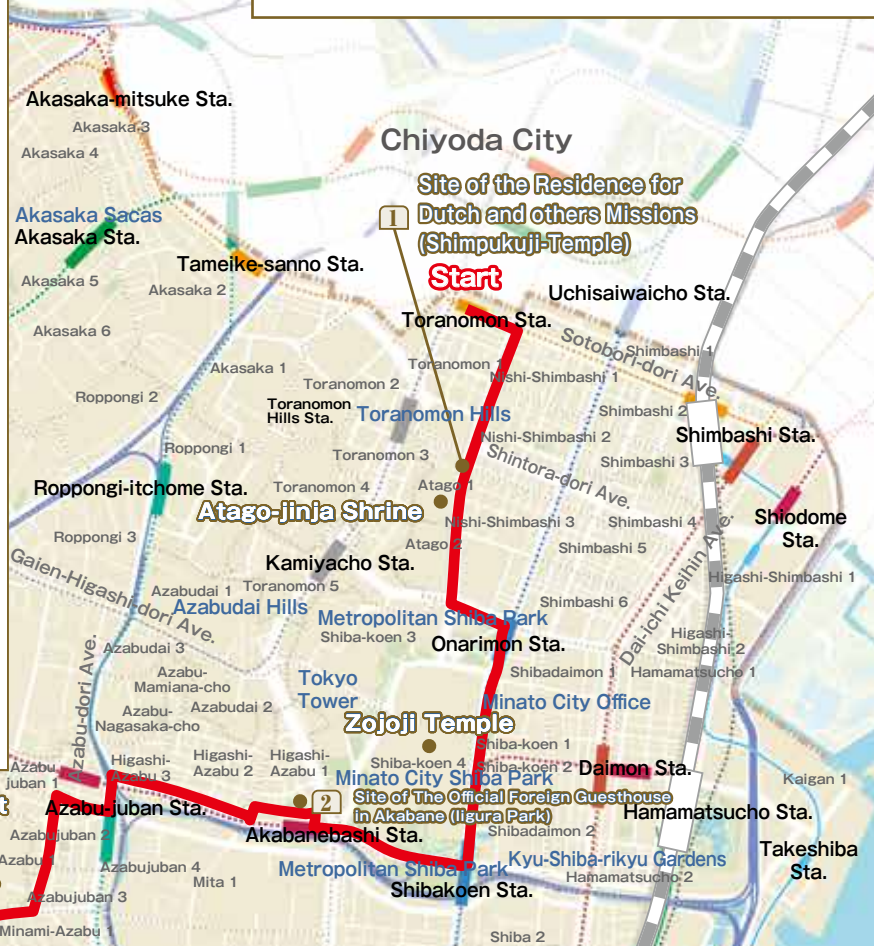 Akasaka-mitsuke Sta.
Akasaka 3
Akasaka 4
Chiyoda City
Site of the Residence for
1
Dutch and others Missions
(Shimpukuji-Temple)
Akasaka Sacas
Akasaka Sta.
Tameike-sanno Sta.
Start
Akasaka 5
Akasaka 2
Uchisaiwaicho Sta.
Toranomon Sta.
Akasaka 6
Sotobori-dori Ave.
Shimbashi 1
Akasaka 1
Toranomon 1
Nishi-Shimbashi 1
Toranomon 2
Roppongi 2
Toranomon
Hills Sta.
Toranomon Hills
Shimbashi 2
Shimbashi Sta.
Nishi-Shimbashi 2
Roppongi 1
Toranomon 3
Shintora-dori Ave.
Shimbashi 3
Roppongi-itchome Sta.
Toranomon 4
Atago 1
Atago-jinja Shrine
Nishi-Shimbashi 3
Shimbashi 4
Shiodome
Sta.
Roppongi 3
Atago 2
Shimbashi 5
Kamiyacho Sta.
Gaien-Higashi-dori Ave.
Dai-ichi Keihin Ave.
Higashi-Shimbashi 1
Azabudai 1
Toranomon 5
Azabudai Hills
Shimbashi 6
Metropolitan Shiba Park
Shiba-koen 3
Onarimon Sta.
Higashi-
Shimbashi 2
Azabudai 3
Azabu-dori Ave.
Azabu-
Mamiana-cho
Tokyo
Tower
Shibadaimon 1
Hamamatsucho 1
Azabu-
Nagasaka-cho
Azabudai 2
Minato City Office
Zojoji Temple
Shiba-koen 1
Azabu
juban 1
Higashi-
Azabu 3
Higashi-
Azabu 2
Higashi-
Azabu 1
Shiba-koen 4
Shiba-koen 2
Daimon Sta.
Minato City Shiba Park
Kaigan 1
t
Azabu-juban Sta.
2
Site of The Official Foreign Guesthouse
in Akabane (Iigura Park)
Hamamatsucho Sta.
Azabujuban 2
Akabanebashi Sta.
Shibadaimon 2
Takeshiba
Sta.
Azabu 1
Azabujuban 4
Metropolitan Shiba Park
Kyu-Shiba-rikyu Gardens
Mita 1
Hamamatsucho 2
Azabujuban 3
Shibakoen Sta.
Minami-Azabu 1
Shiba 2